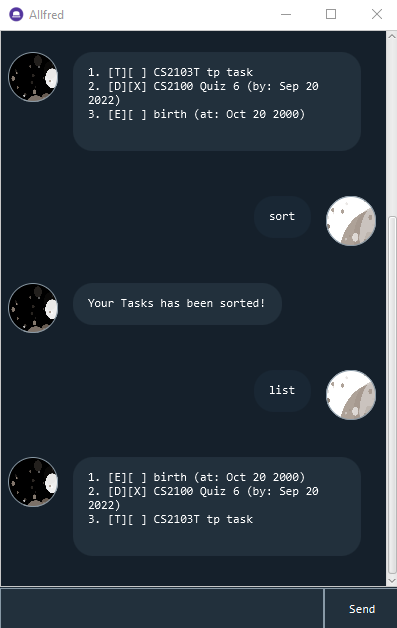 Allfred
1. [T][ ] CS2103T tp task
2. [D][X] CS2100 Quiz 6 (by: Sep 20
2022)
3. [E][ ] birth (at: Oct 20 2000)
sort
Your Tasks has been sorted!
list
1. [E][ ] birth (at: Oct 20 2000)
2. [D][X] CS2100 Quiz 6 (by: Sep 20
2022)
3. [T][ ] CS2103T tp task
Send